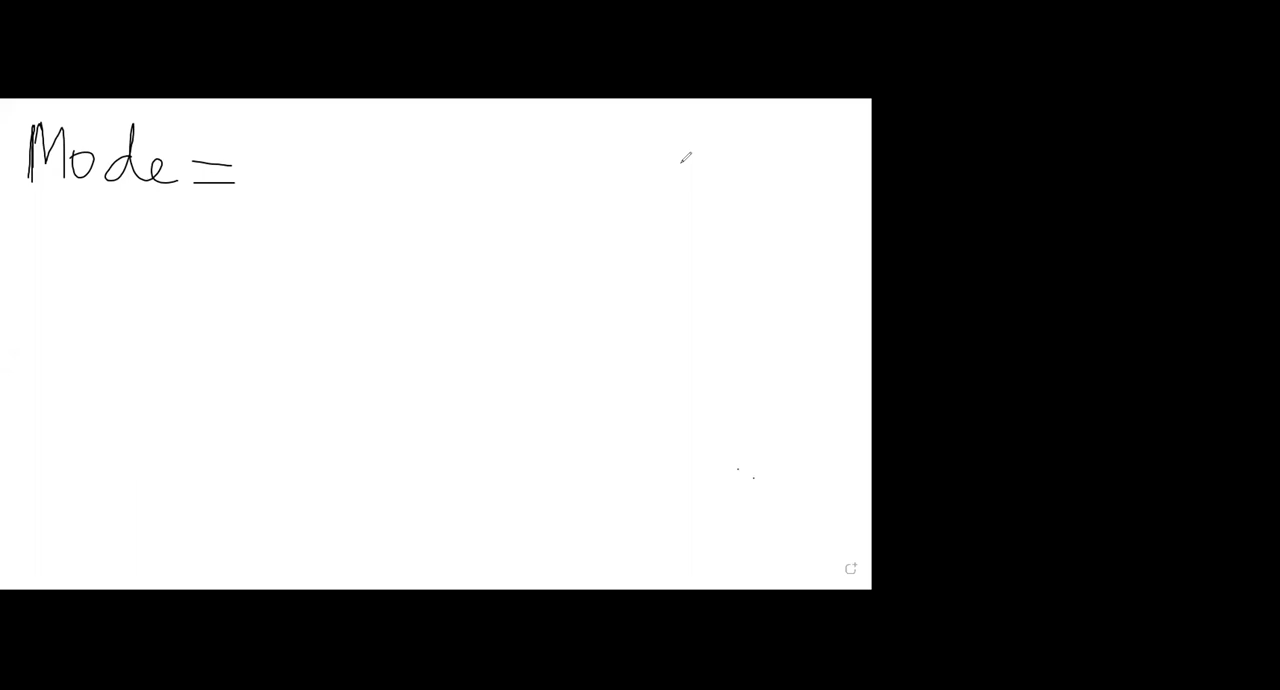 Mode =